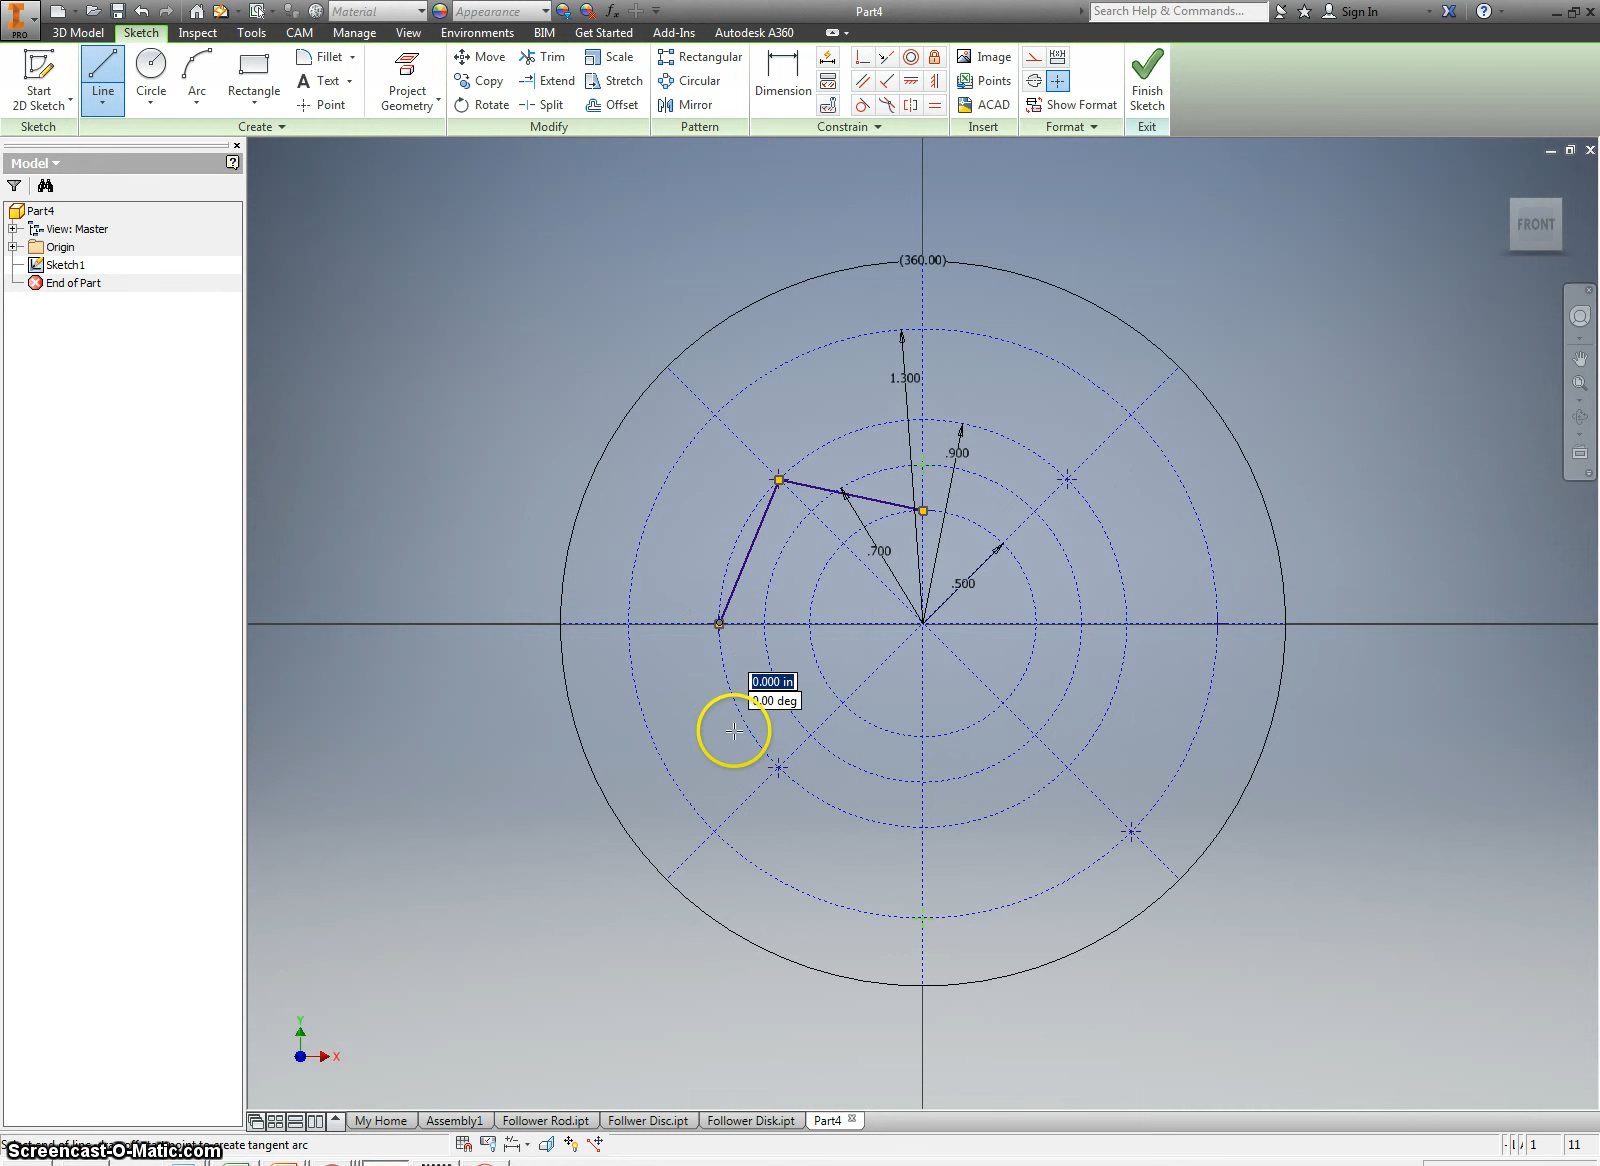 PRO
Material
Appearance
fx
Part4
Search Help & Commands...
Sign In
3D Model Sketch Inspect Tools CAM Manage View Environments BIM Get Started Add-Ins Autodesk A360
Start
2D Sketch
Line
Circle
Arc
Rectangle
Fillet
Text
Point
Project
Geometry
Move
Copy
Rotate
Trim
Extend
Split
Scale
Stretch
Offset
Rectangular
Circular
Mirror
Dimension
Image
Points
ACAD
Show Format
Finish
Sketch
Sketch
Create
Modify
Pattern
Constrain
Insert
Format
Exit
Model
Part4
View: Master
Origin
Sketch1
End of Part
FRONT
(360.00)
1.300
.900
.700
.500
0.000 in
0.00 deg
Y
X
My Home
Assembly1
Follower Rod.ipt
Follwer Disc.ipt
Follower Disk.ipt
Part4
point to create tangent arc
1
11
Screencast-O-Matic.com